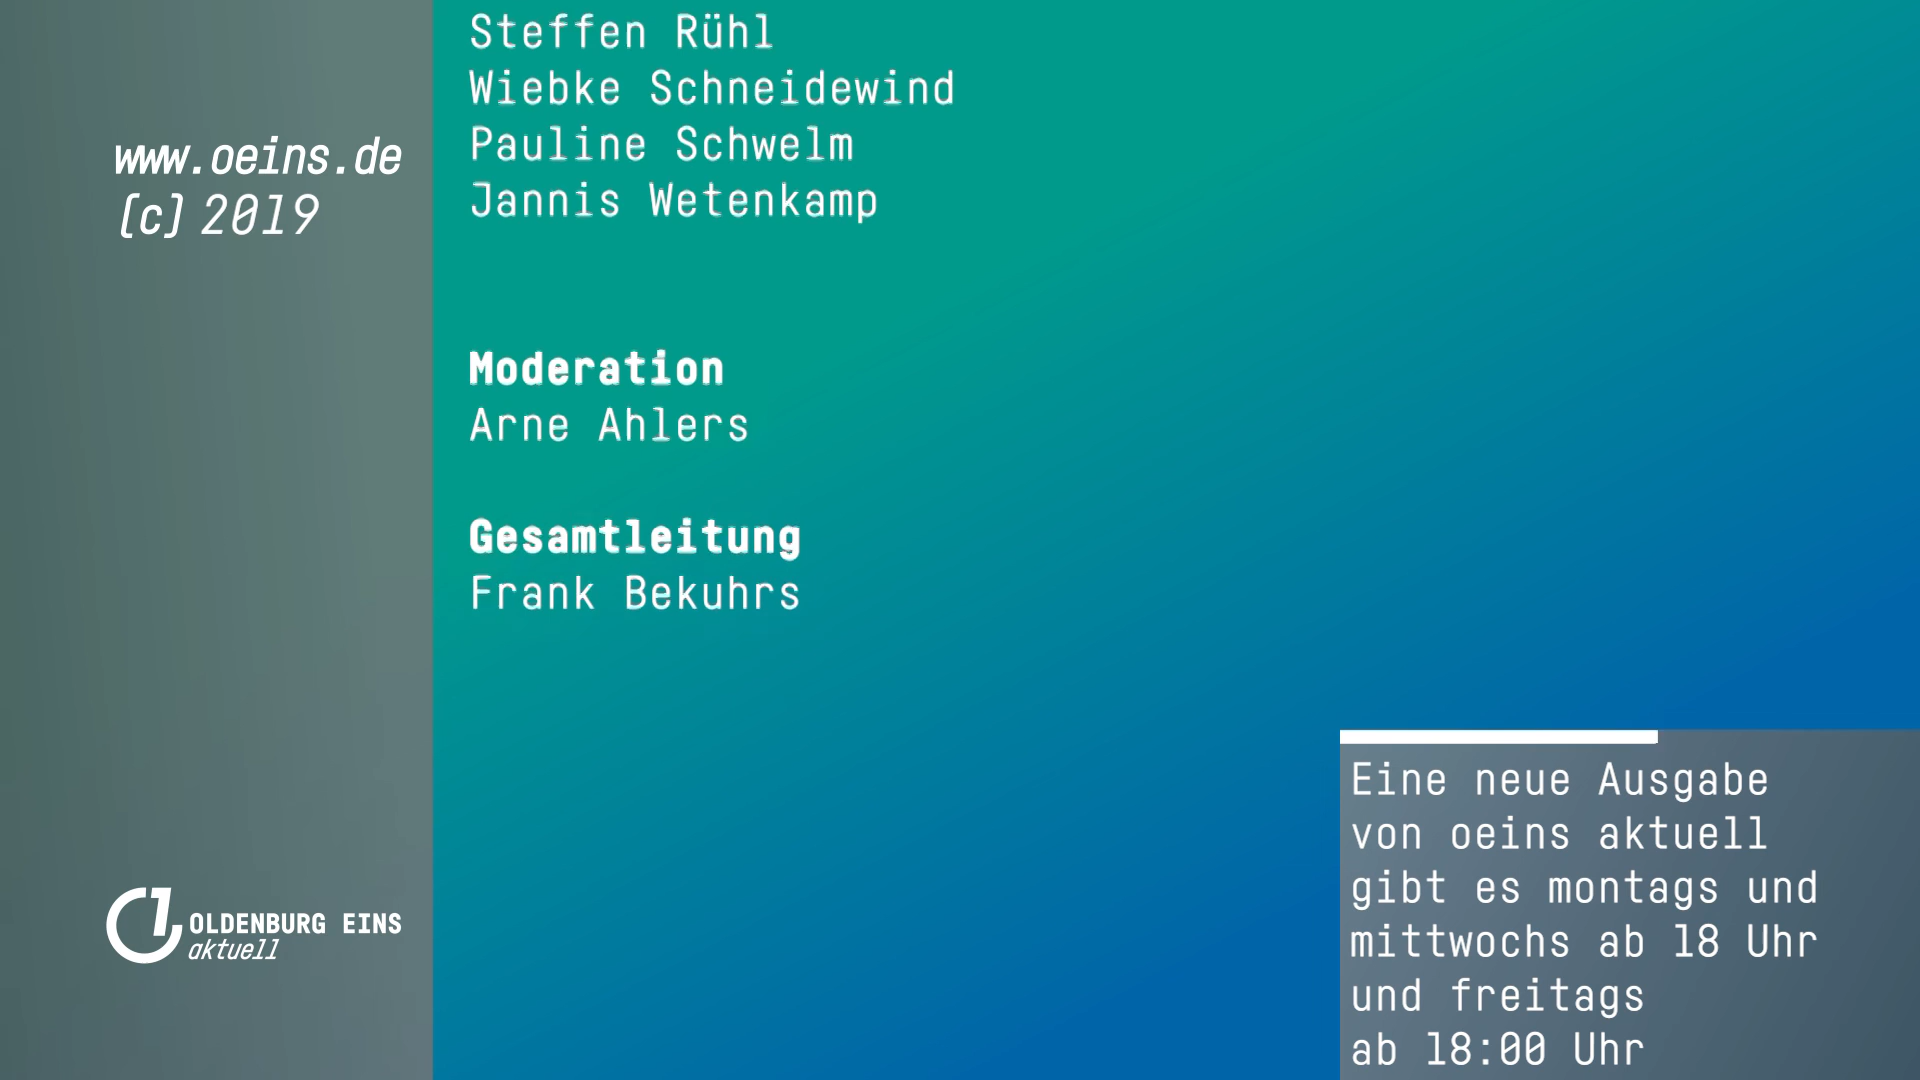 www.oeins.de
(c) 2019
Steffen Rühl
Wiebke Schneidewind
Pauline Schwelm
Jannis Wetenkamp
Moderation
Arne Ahlers
Gesamtleitung
Frank Bekuhrs
OLDENBURG EINS
aktuell
Eine neue Ausgabe
von oeins aktuell
gibt es montags und
mittwochs ab 18 Uhr
und freitags
ab 18:00 Uhr